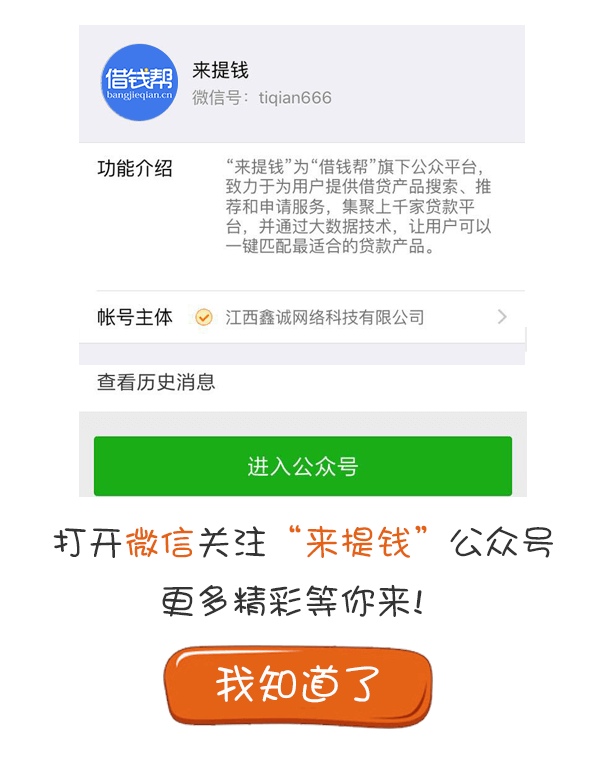 借钱帮
bangjieqian.cn
来提钱
微信号：tiqian666
功能介绍
“来提钱”为“借钱帮”旗下公众平台，
致力于为用户提供借贷产品搜索、推
荐和申请服务，集聚上千家贷款平
台，并通过大数据技术，让用户可以
一键匹配最适合的贷款产品。
帐号主体 江西鑫诚网络科技有限公司
查看历史消息
进入公众号
打开微信关注“来提钱”公众号
更多精彩等你来!
我知道了